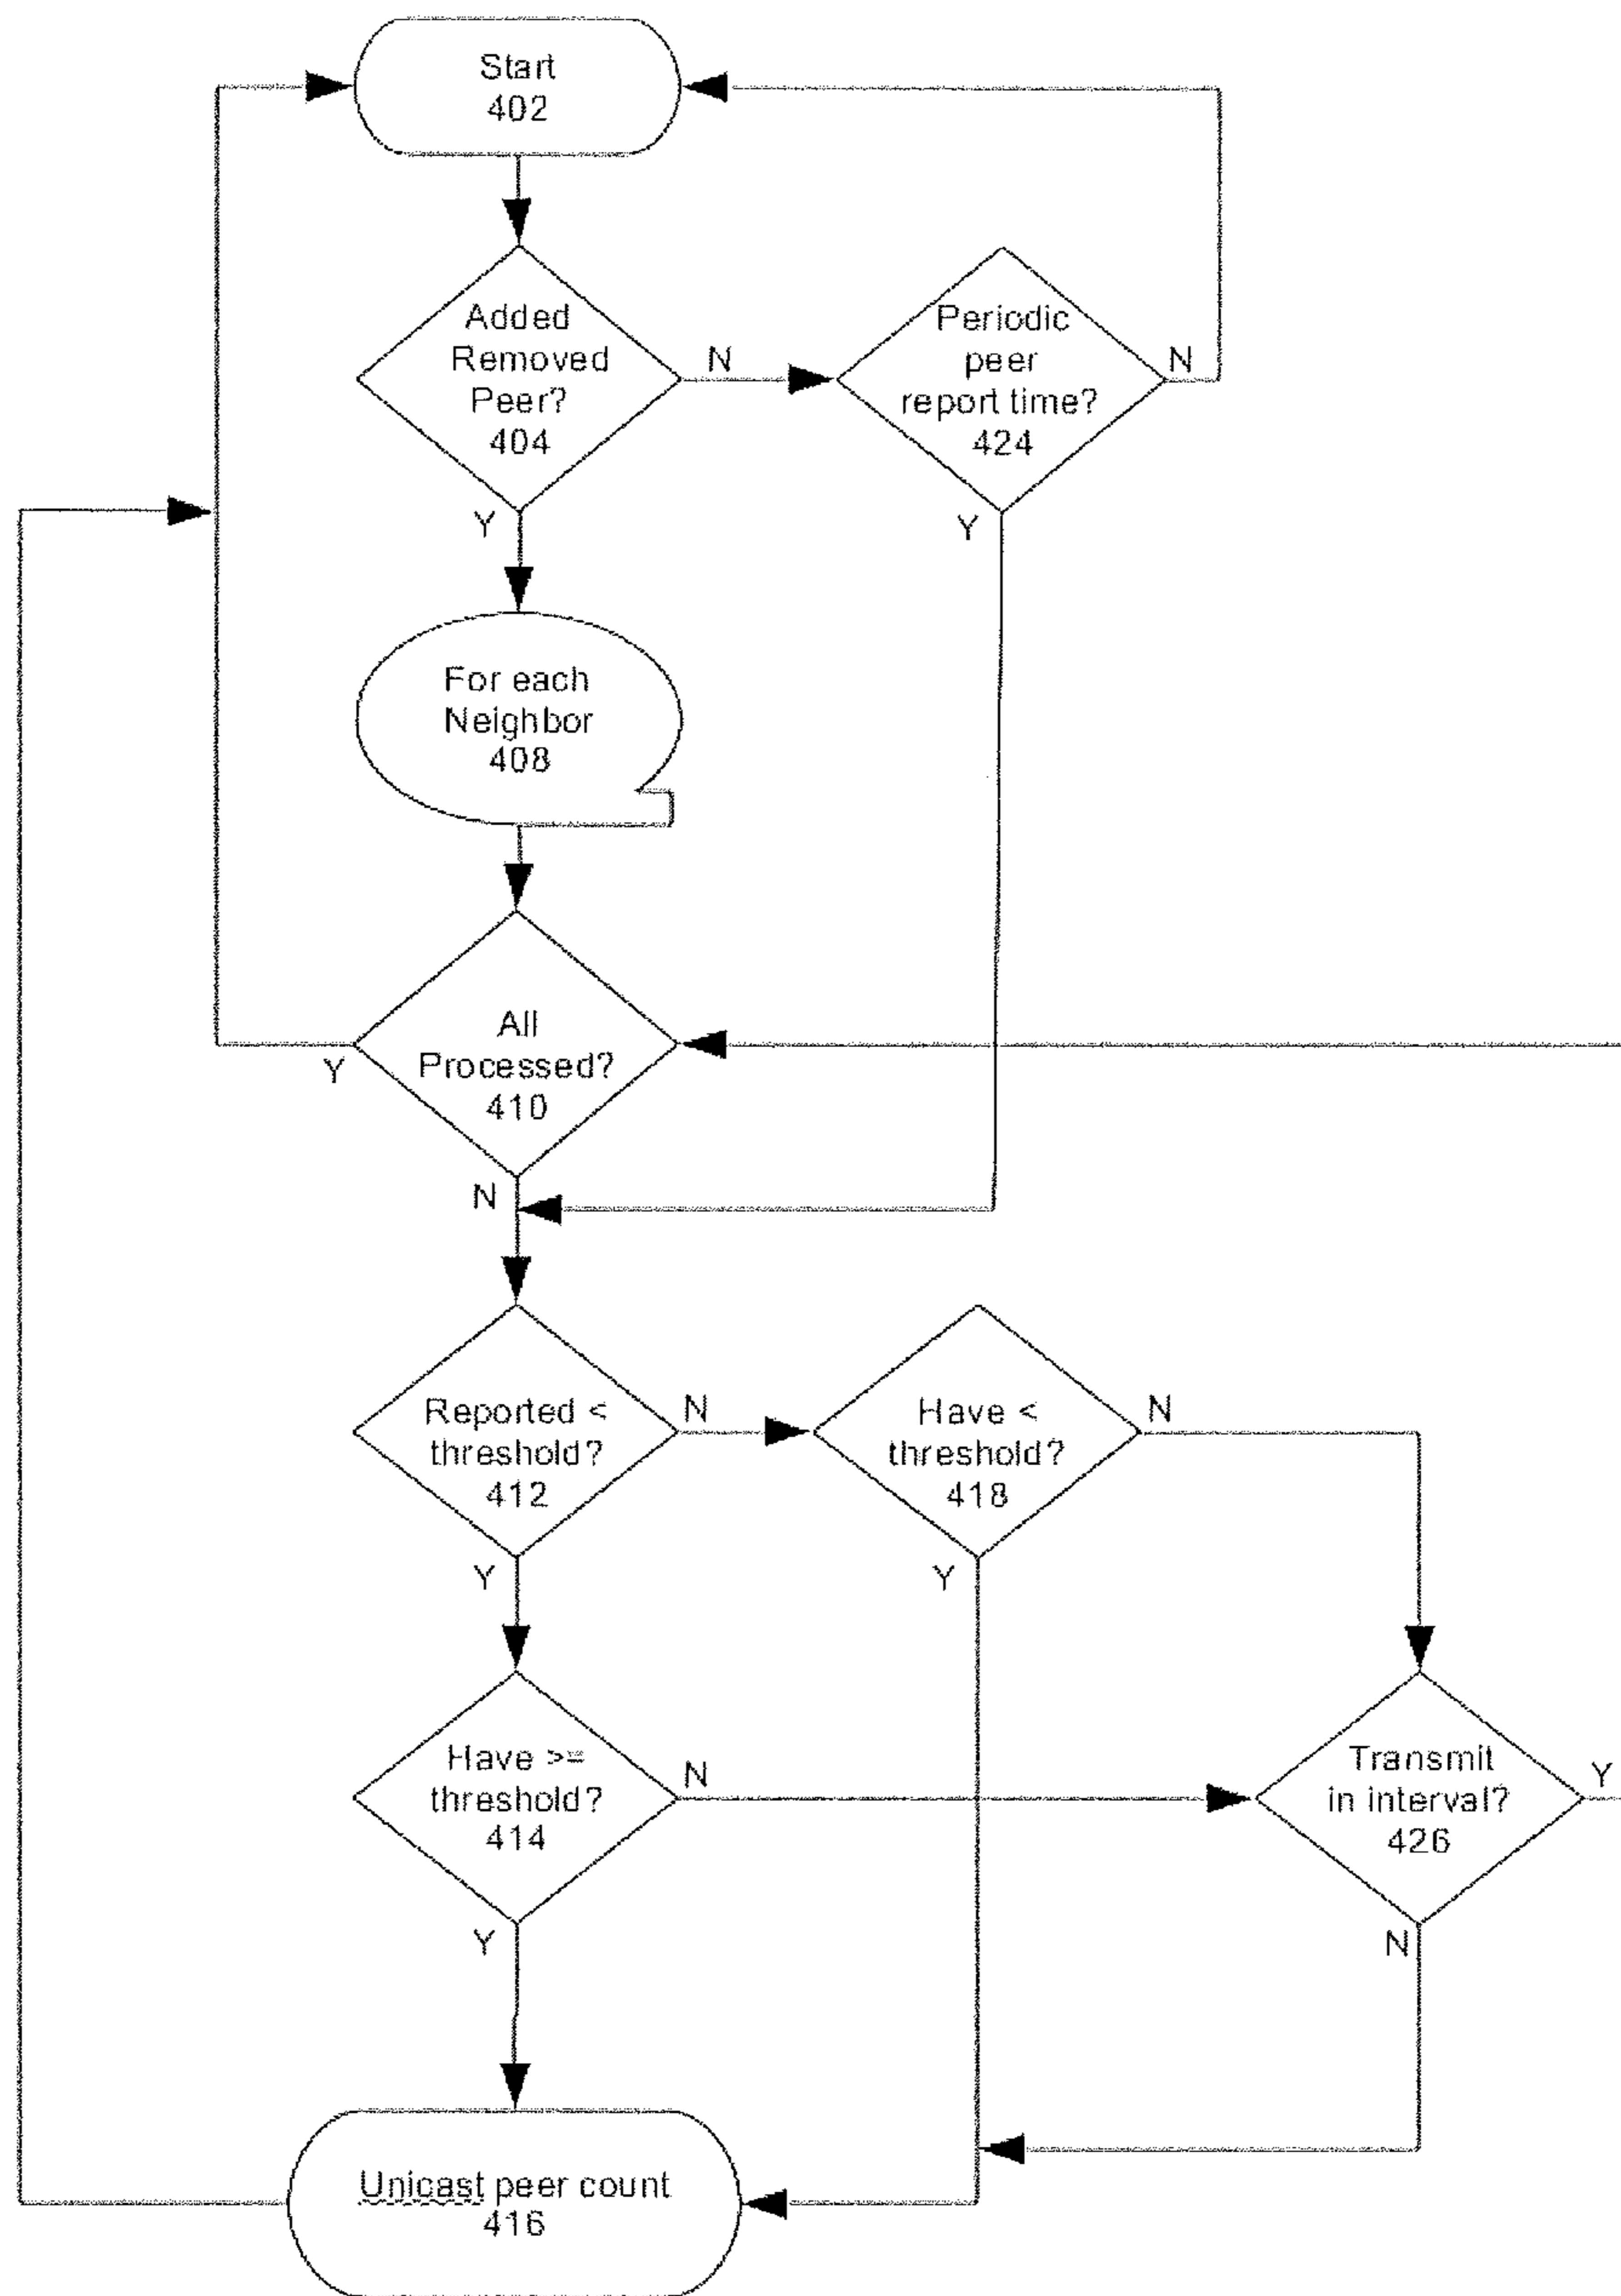 Start
402
Added
Removed
Peer?
404
N
Periodic
peer
report time?
424
N
Y
Y
For each
Neighbor
408
All
Processed?
410
Y
N
Reported <
threshold?
412
N
Have <
threshold?
418
N
Y
Y
Have >=
threshold?
414
N
Transmit
in interval?
426
Y
Y
N
Unicast peer count
416